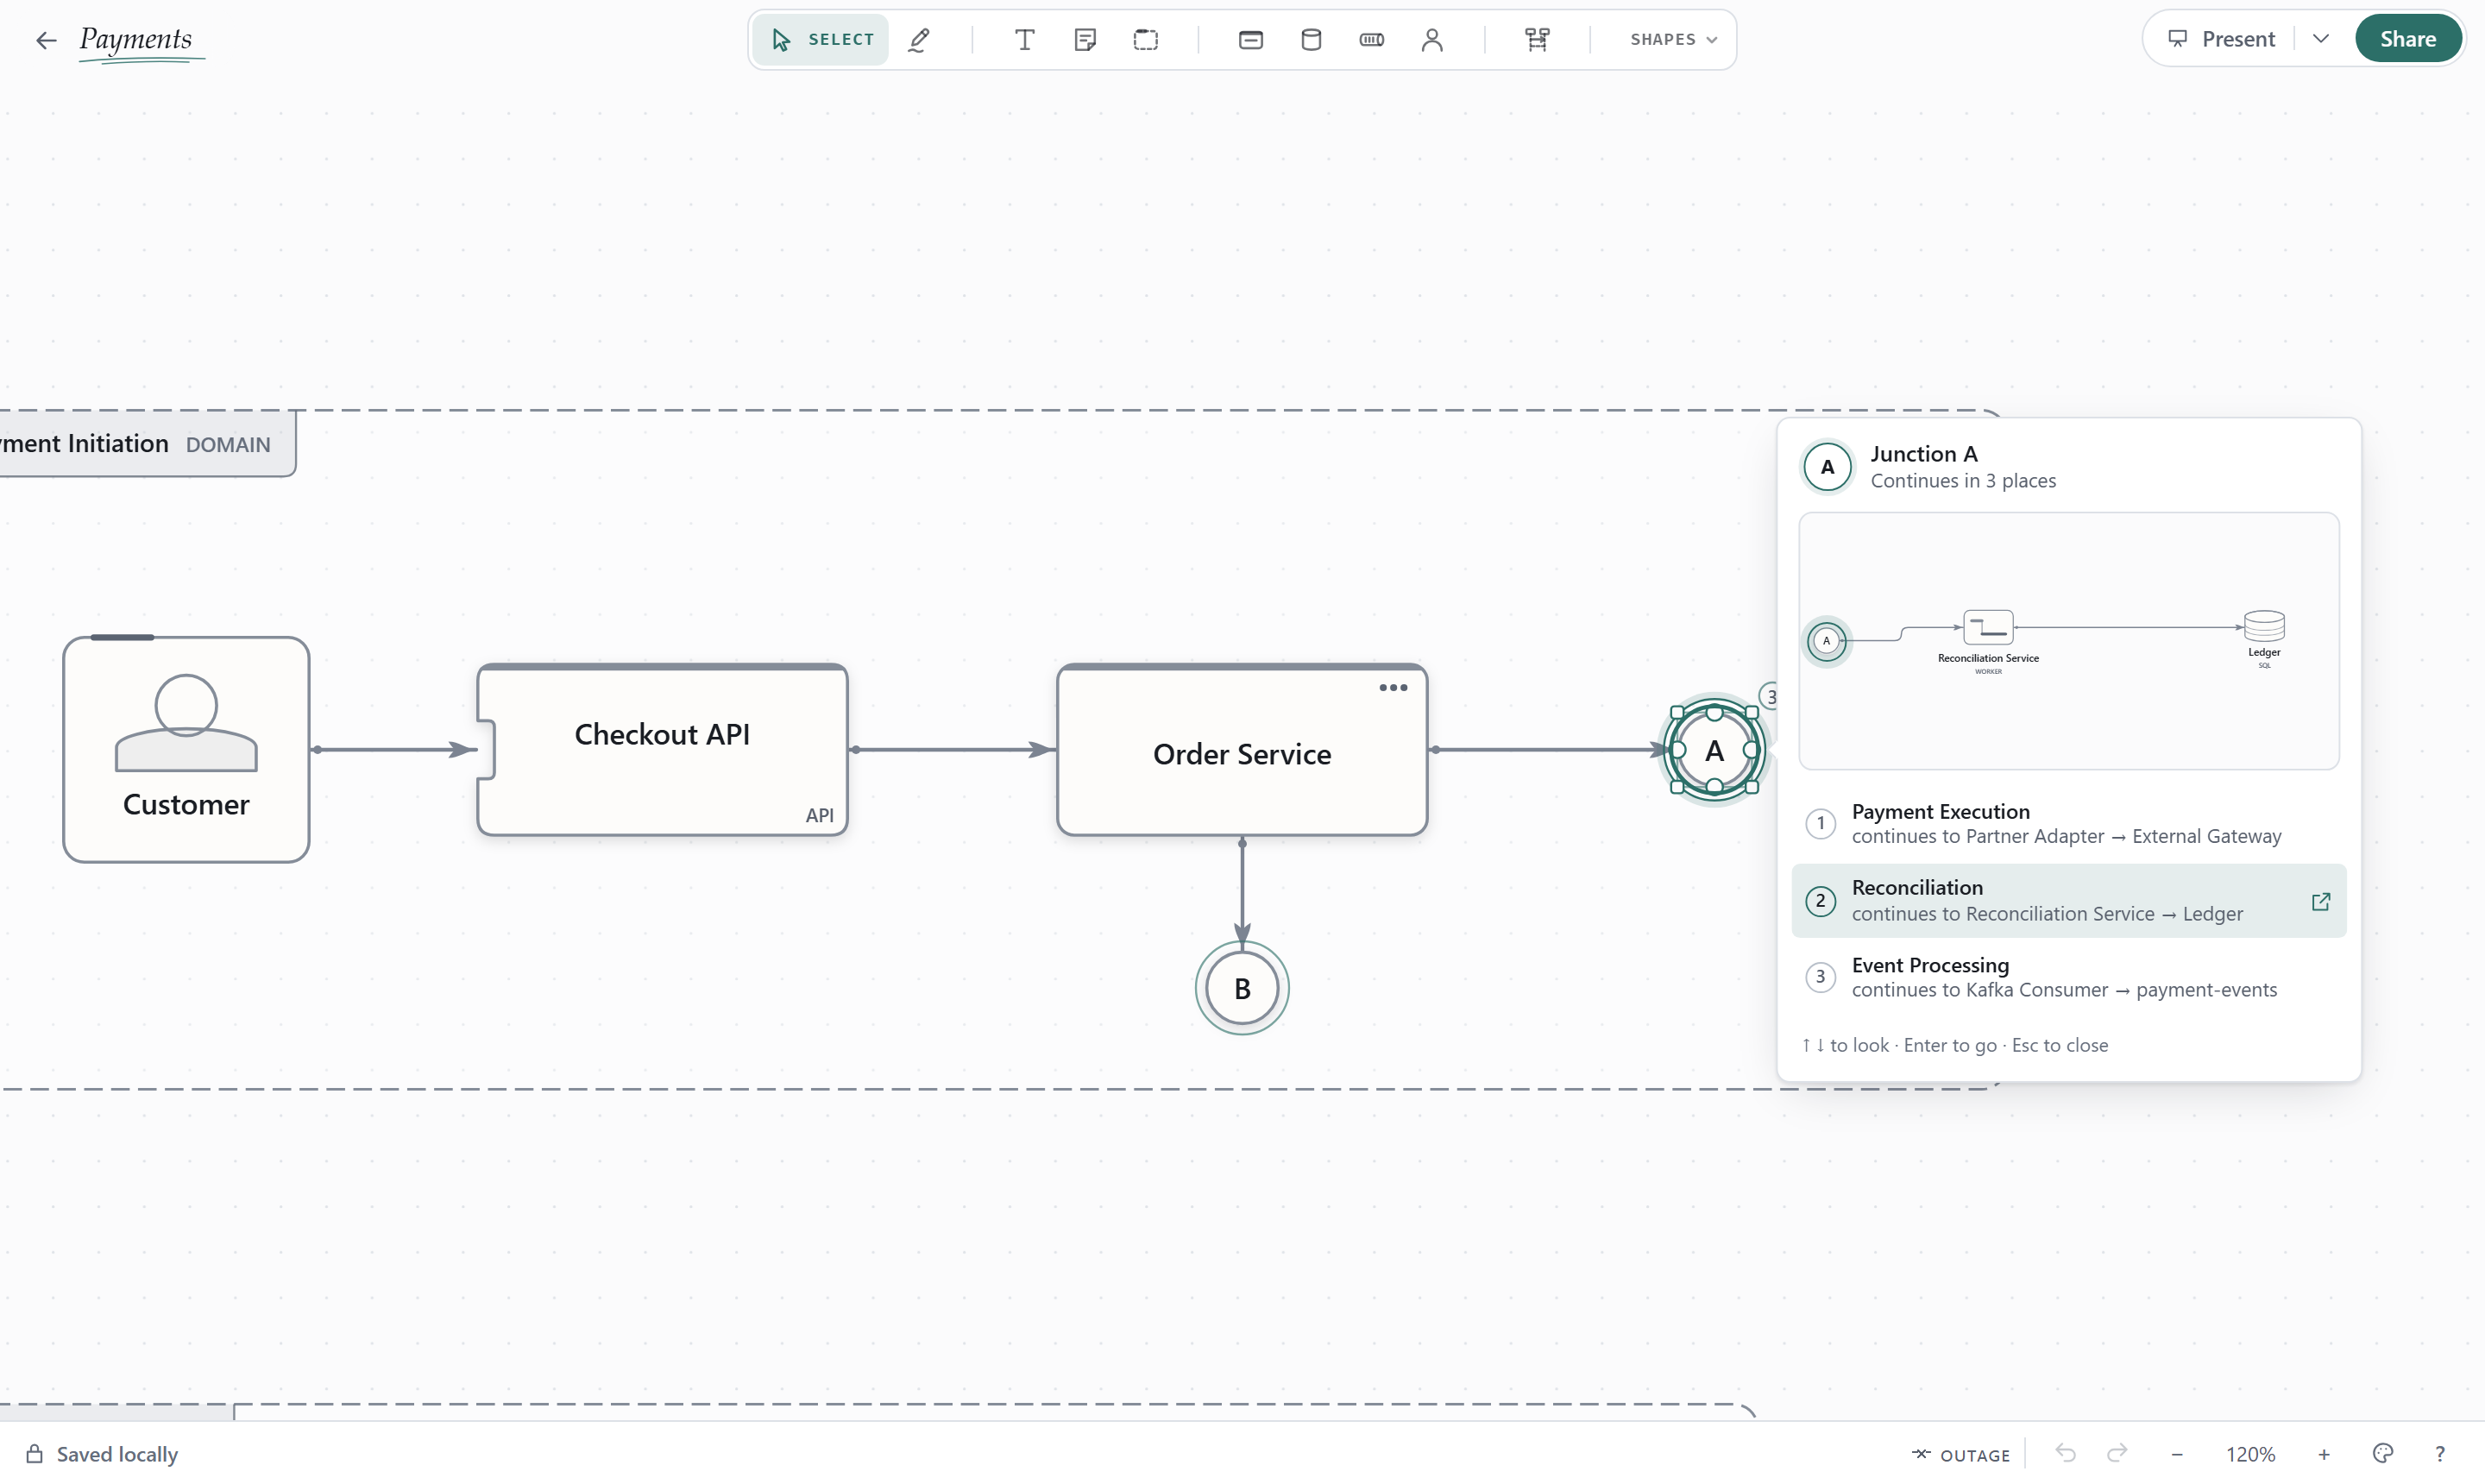 Payments
SELECT
SHAPES
Present
Share
yment Initiation DOMAIN
Customer
Checkout API
API
Order Service
A
3
B
A
Junction A
Continues in 3 places
A
Reconciliation Service
WORKER
Ledger
SQL
1
Payment Execution
continues to Partner Adapter → External Gateway
2
Reconciliation
continues to Reconciliation Service → Ledger
3
Event Processing
continues to Kafka Consumer → payment-events
↑ ↓ to look · Enter to go · Esc to close
Saved locally
OUTAGE
− 120% +
?